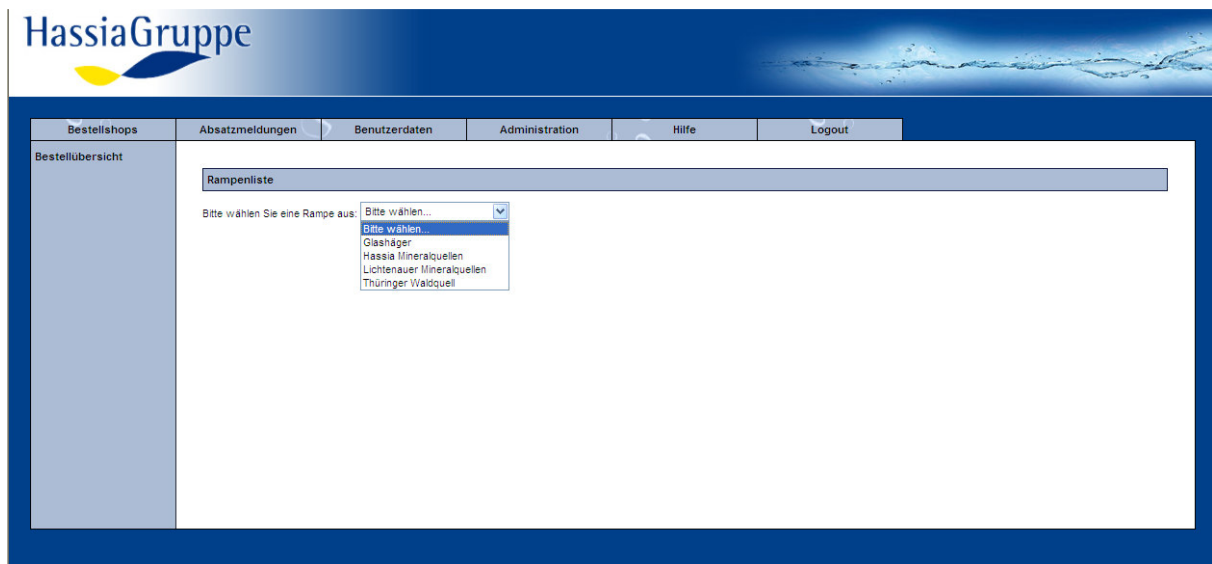 HassiaGruppe
Bestellshops Absatzmeldungen Benutzerdaten Administration Hilfe Logout
Bestellübersicht
Rampenliste
Bitte wählen Sie eine Rampe aus: Bitte wählen...
Bitte wählen...
Glashäger
Hassia Mineralquellen
Lichtenauer Mineralquellen
Thüringer Waldquell